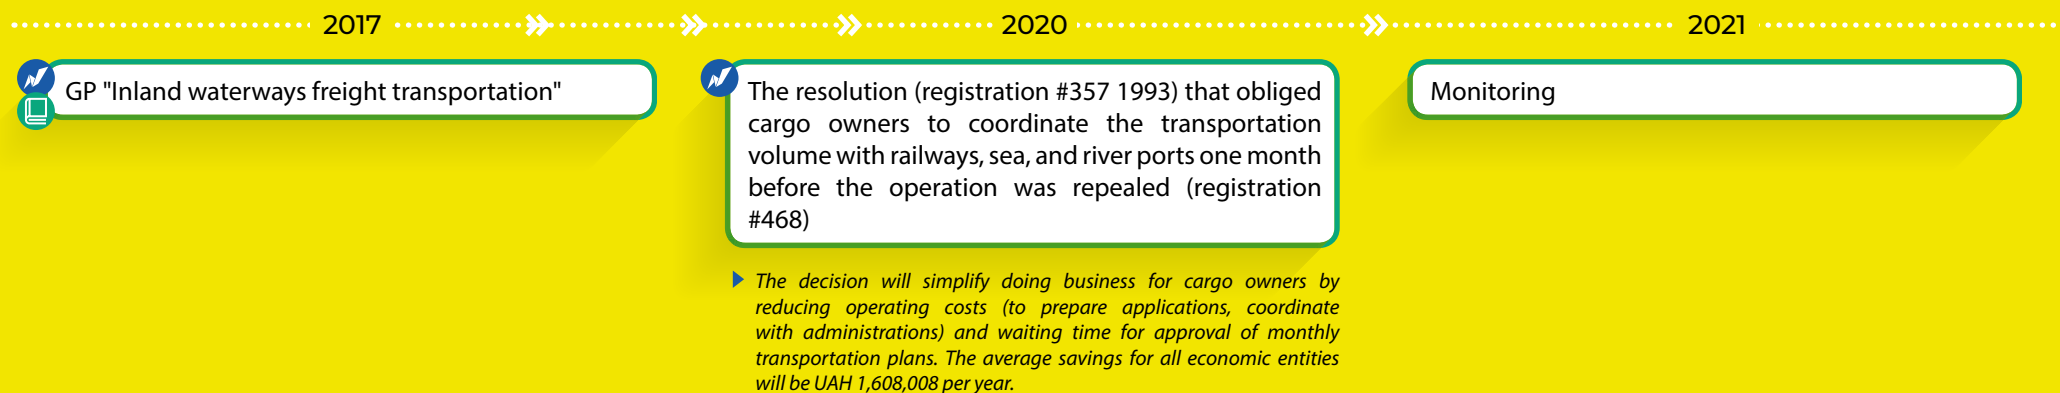 2017
2020
2021
GP "Inland waterways freight transportation"
The resolution (registration #357 1993) that obliged
cargo owners to coordinate the transportation
volume with railways, sea, and river ports one month
before the operation was repealed (registration
#468)
The decision will simplify doing business for cargo owners by
reducing operating costs (to prepare applications, coordinate
with administrations) and waiting time for approval of monthly
transportation plans. The average savings for all economic entities
will be UAH 1,608,008 per year.
Monitoring